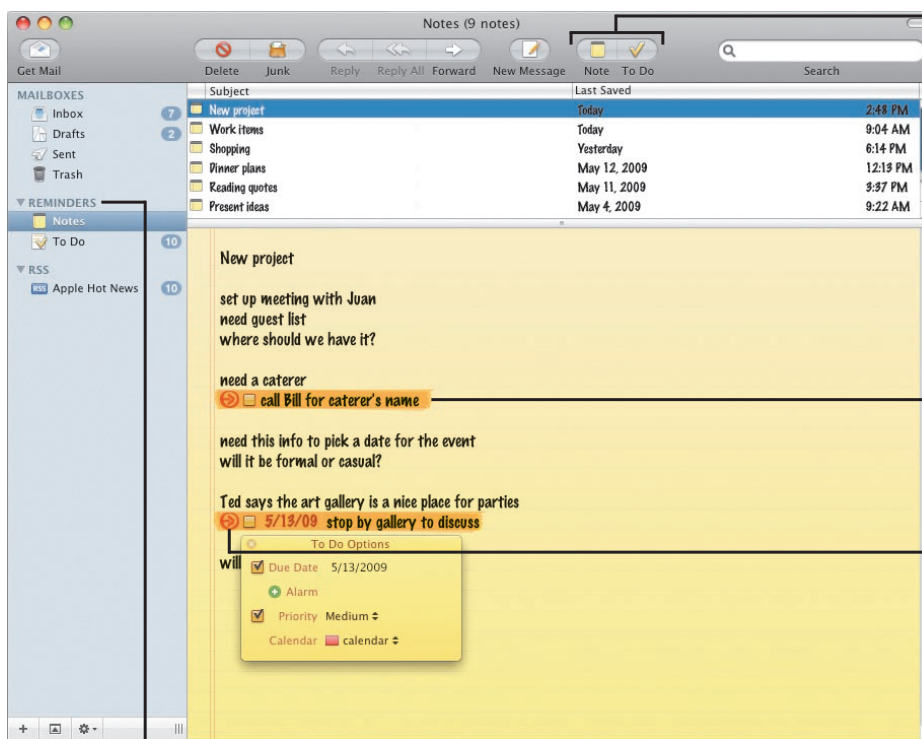 Notes (9 notes)
Get Mail Delete Junk Reply Reply All Forward New Message Note To Do Search
MAILBOXES
Inbox 7
Drafts 2
Sent
Trash
REMINDERS
Notes
To Do 10
RSS
RSS Apple Hot News 10
Subject Last Saved
New project Today 2:48 PM
Work items Today 9:04 AM
Shopping Yesterday 6:14 PM
Dinner plans May 12, 2009 12:13 PM
Reading quotes May 11, 2009 3:37 PM
Present ideas May 4, 2009 9:22 AM
New project
set up meeting with Juan
need guest list
where should we have it?
need a caterer
call Bill for caterer's name
need this info to pick a date for the event
will it be formal or casual?
Ted says the art gallery is a nice place for parties
5/13/09 stop by gallery to discuss
will
To Do Options
Due Date 5/13/2009
Alarm
Priority Medium
Calendar calendar